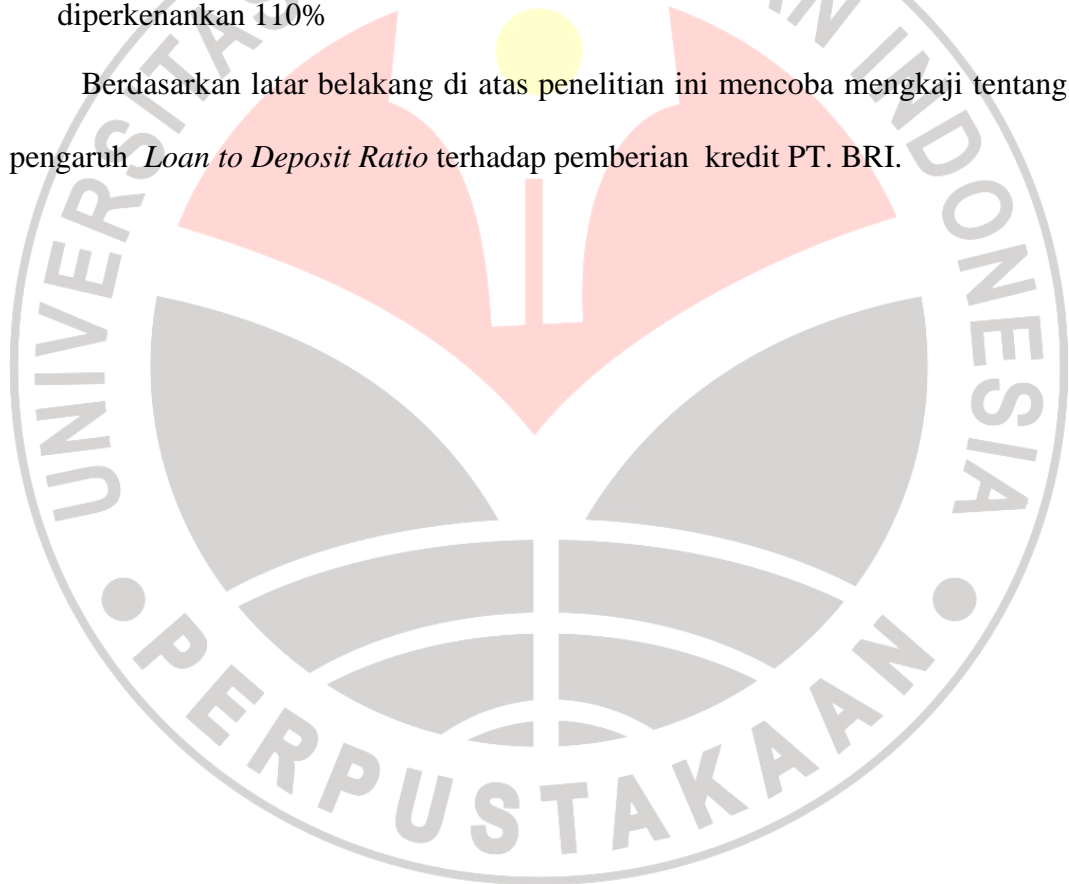 diperkenankan 110%
Berdasarkan latar belakang di atas penelitian ini mencoba mengkaji tentang
pengaruh Loan to Deposit Ratio terhadap pemberian kredit PT. BRI.
UNIVERSITAS
AN INDONESIA
PERPUSTAKAAN